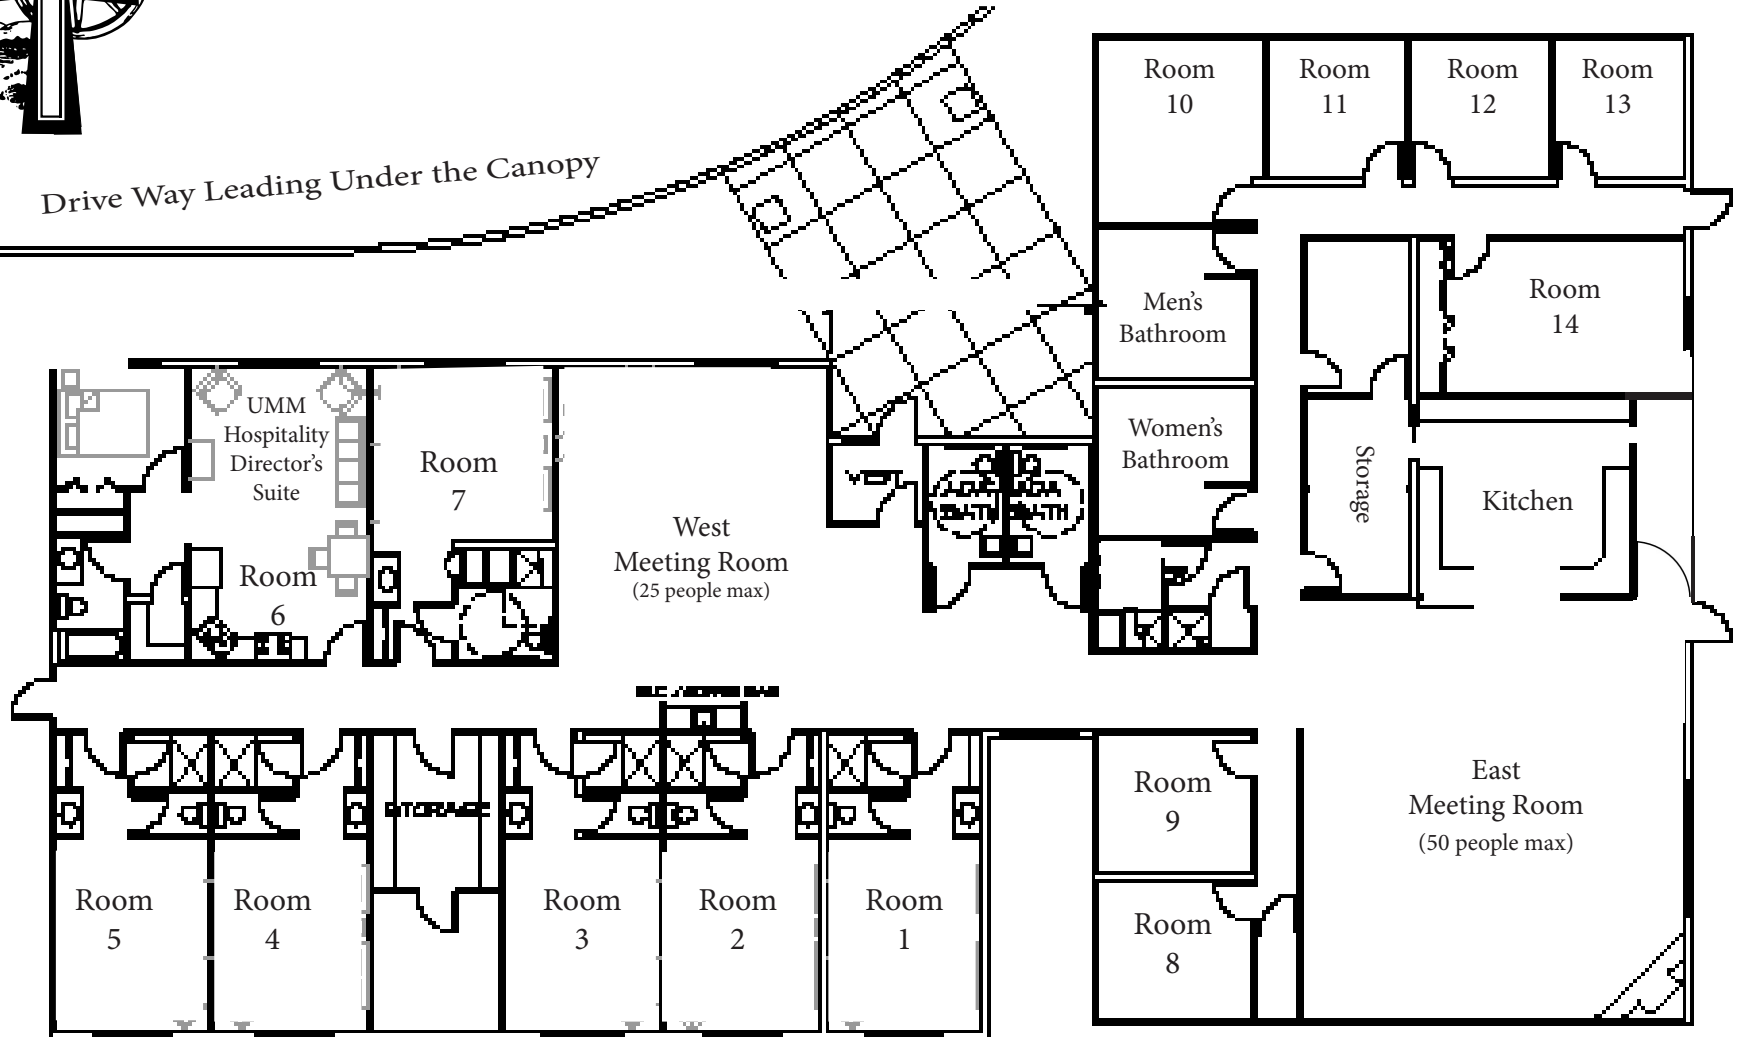 Drive Way Leading Under the Canopy
Room
10
Room
11
Room
12
Room
13
Men's
Bathroom
Room
14
Women's
Bathroom
Storage
Kitchen
UMM
Hospitality
Director's
Suite
Room
6
Room
7
West
Meeting Room
(25 people max)
VEST
STORAGE
Room
5
Room
4
Room
3
Room
2
Room
1
Room
9
Room
8
East
Meeting Room
(50 people max)